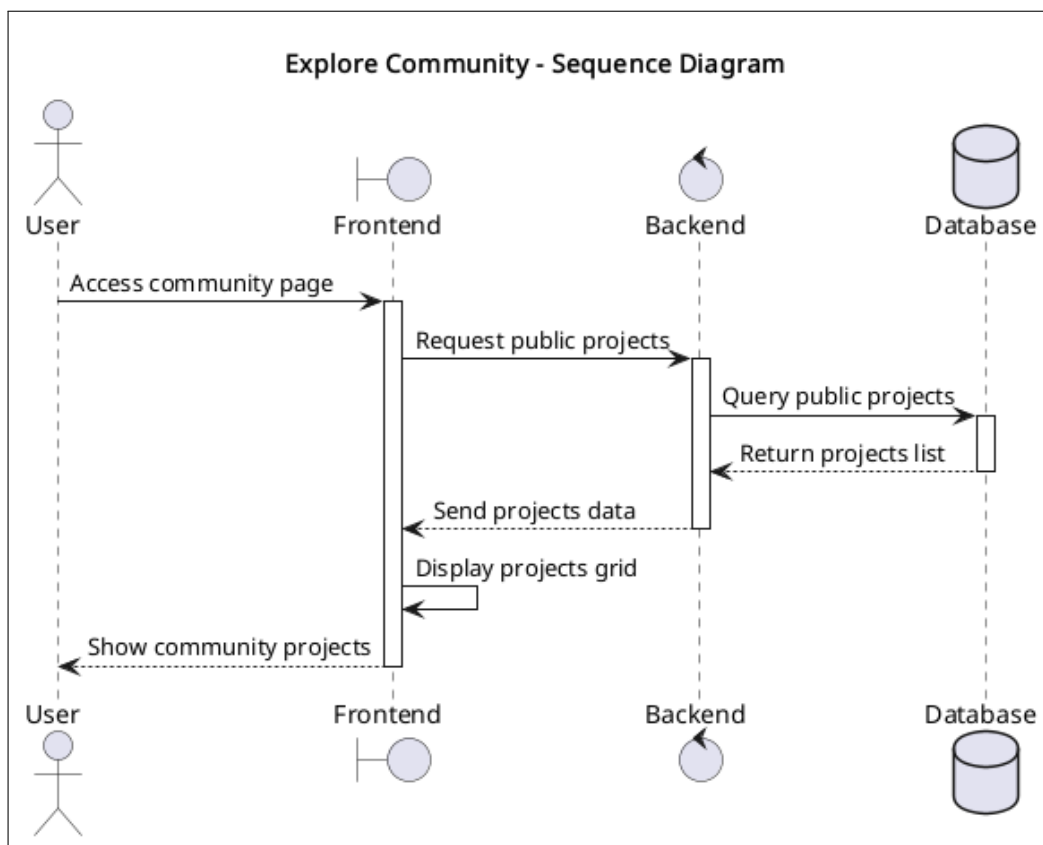 Explore Community - Sequence Diagram
User
Frontend
Backend
Database
Access community page
Request public projects
Query public projects
Return projects list
Send projects data
Display projects grid
Show community projects
User
Frontend
Backend
Database